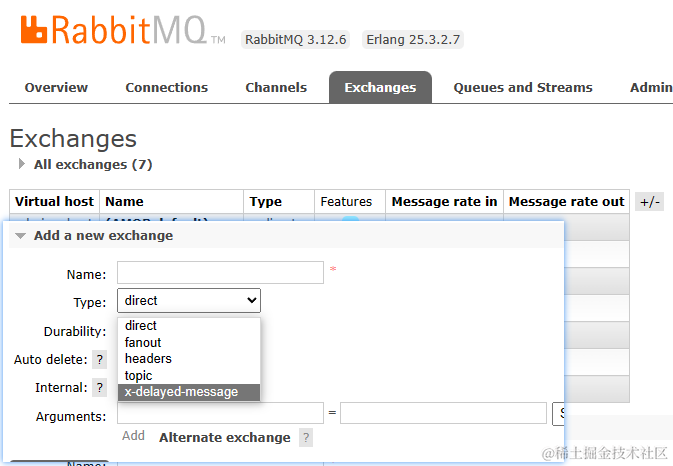 RabbitMQ TM RabbitMQ 3.12.6 Erlang 25.3.2.7
Overview Connections Channels Exchanges Queues and Streams Admin
Exchanges
All exchanges (7)
Virtual host Name Type Features Message rate in Message rate out +/-
Add a new exchange
Name: *
Type: direct
Durability: direct
fanout
Auto delete: ? headers
topic
Internal: ? x-delayed-message
Arguments: =
Add Alternate exchange ?
@稀土掘金技术社区